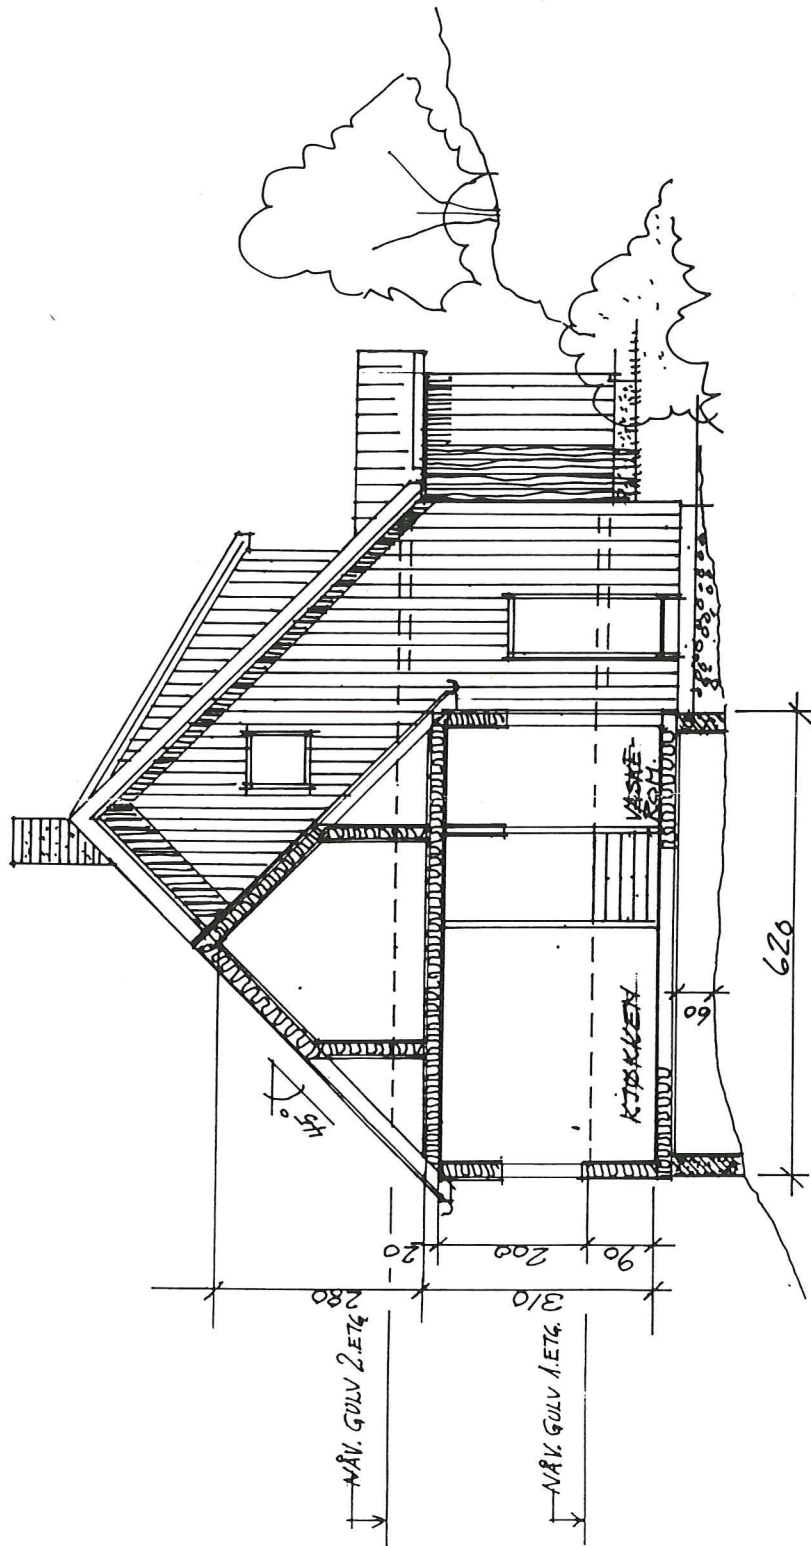 NÅV. GULV 2.ETG
NÅV. GULV 1.ETG.
280
310
20
200
90
45°
KJØKKEN
VASKE-
ROM.
60
620